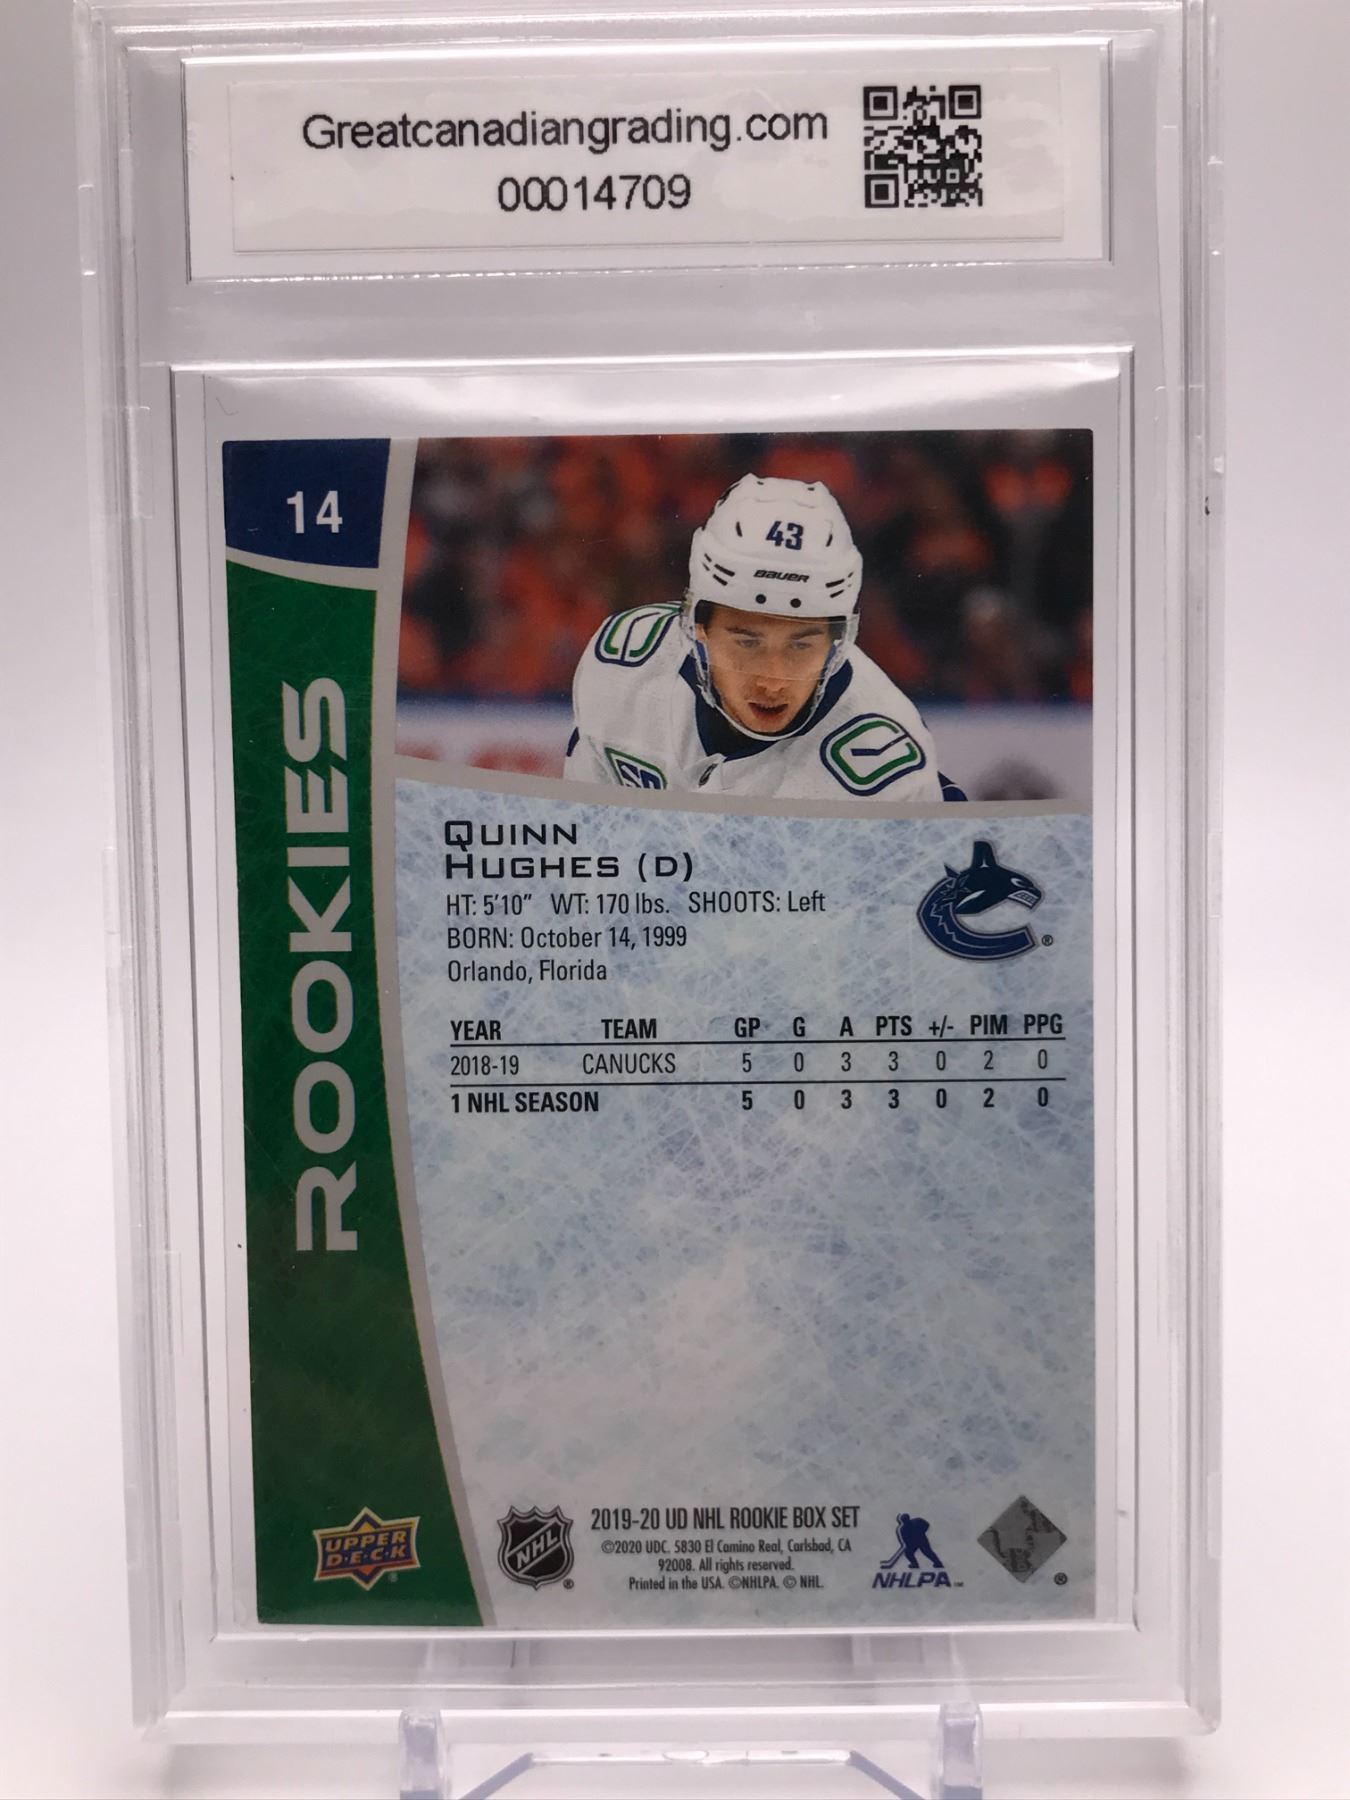 Greatcanadiangrading.com
00014709
14
43
BAUER
ROOKIES
QUINN
HUGHES (D)
HT: 5'10" WT: 170 lbs. SHOOTS: Left
BORN: October 14, 1999
Orlando, Florida
YEAR TEAM GP G A PTS +/- PIM PPG
2018-19 CANUCKS 5 0 3 3 0 2 0
1 NHL SEASON 5 0 3 3 0 2 0
UPPER
D·E·C·K
®
NHL
®
2019-20 UD NHL ROOKIE BOX SET
©2020 UDC. 5830 El Camino Real, Carlsbad, CA
92008. All rights reserved.
Printed in the USA. ©NHLPA. © NHL.
NHLPA™
®
®